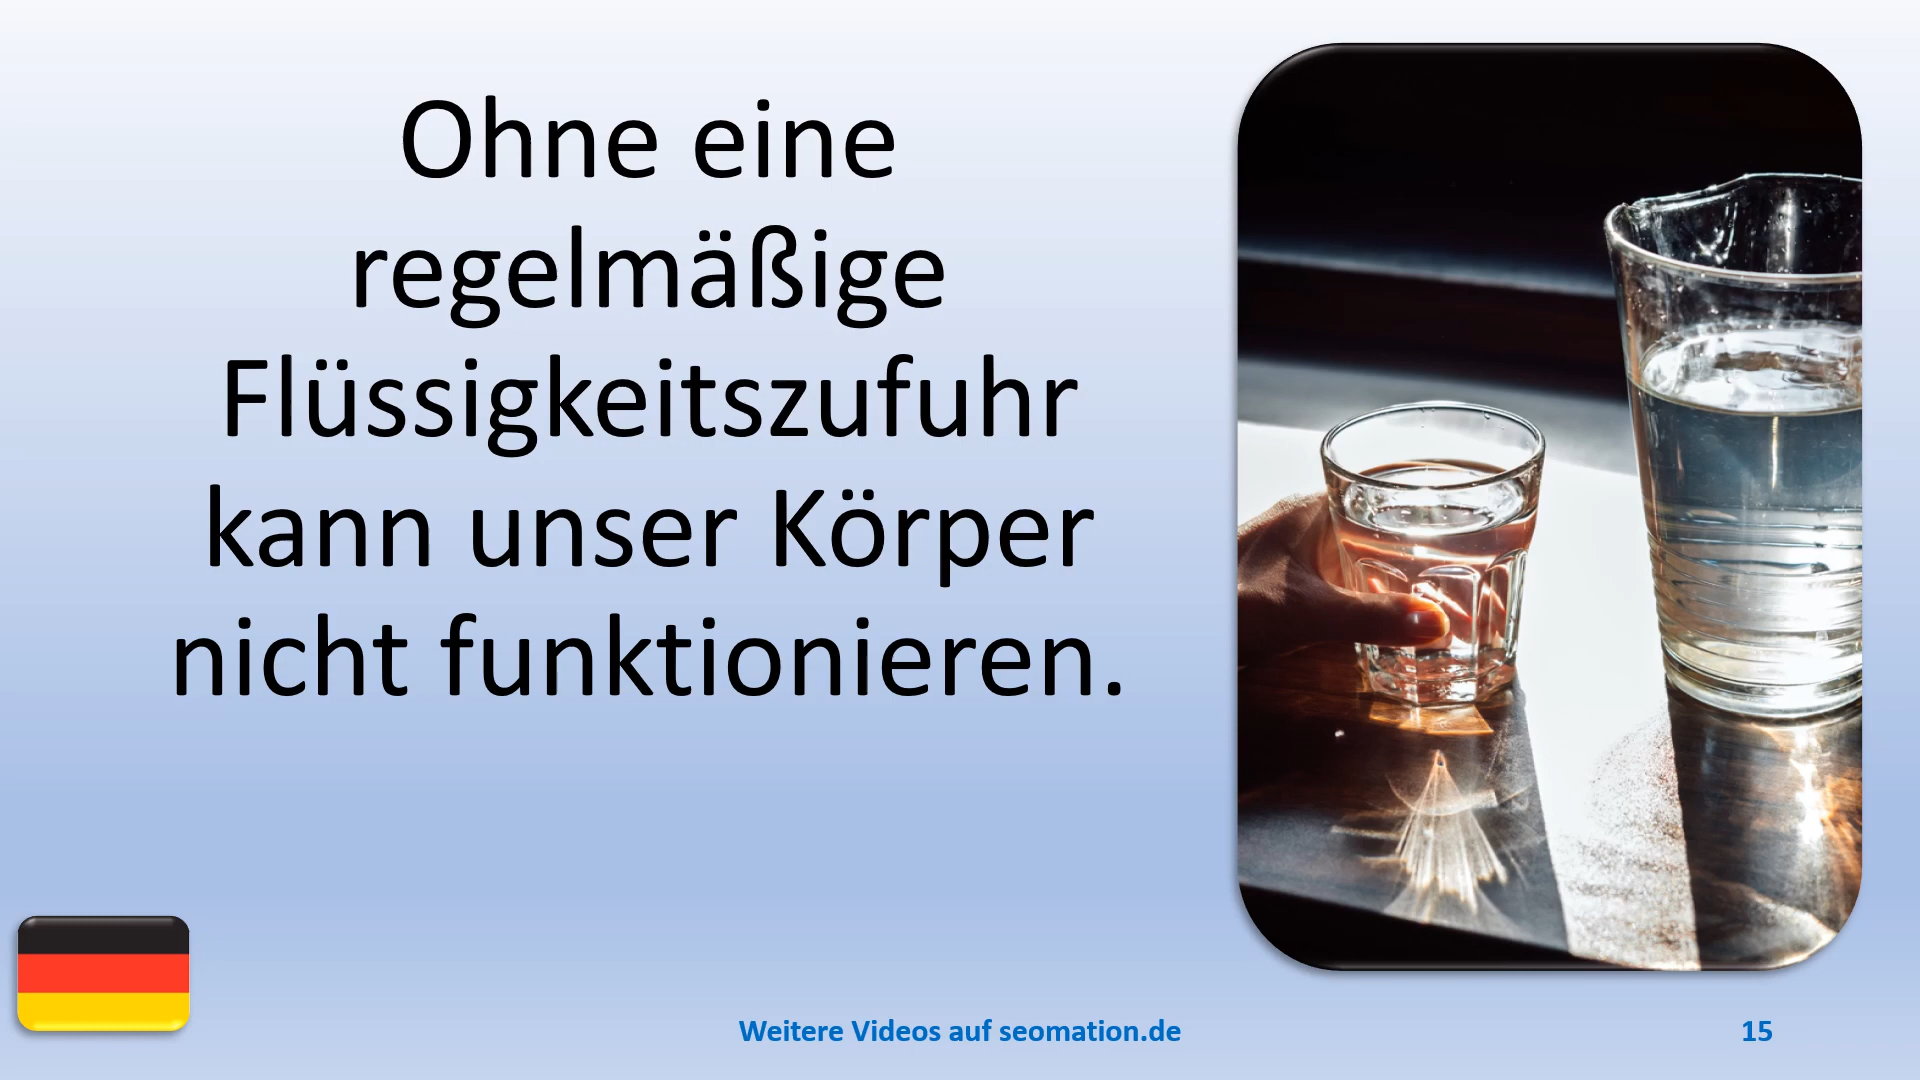 Ohne eine
regelmäßige
Flüssigkeitszufuhr
kann unser Körper
nicht funktionieren.
Weitere Videos auf seomation.de
15